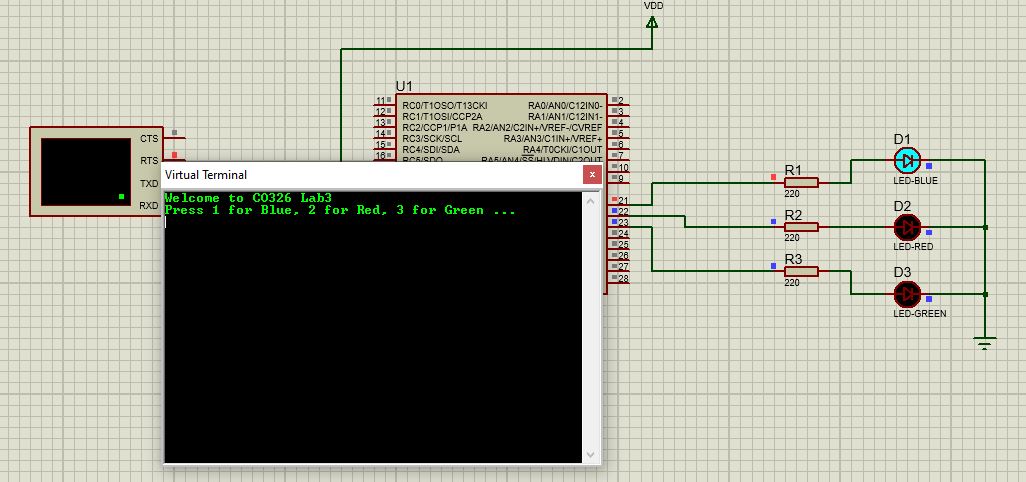 VDD
U1
11 RC0/T1OSO/T13CKI RA0/AN0/C12IN0- 2
12 RC1/T1OSI/CCP2A RA1/AN1/C12IN1- 3
13 RC2/CCP1/P1A RA2/AN2/C2IN+/VREF-/CVREF 4
14 RC3/SCK/SCL RA3/AN3/C1IN+/VREF+ 5
15 RC4/SDI/SDA RA4/T0CKI/C1OUT 6
16 RC5/SDO RA5/AN4/SS/HLVDIN/C2OUT 7
10
9
21
22
23
24
25
26
27
28
CTS
RTS
TXD
RXD
Virtual Terminal
x
Welcome to CO326 Lab3
Press 1 for Blue, 2 for Red, 3 for Green ...
R1
220
R2
220
R3
220
D1
LED-BLUE
D2
LED-RED
D3
LED-GREEN